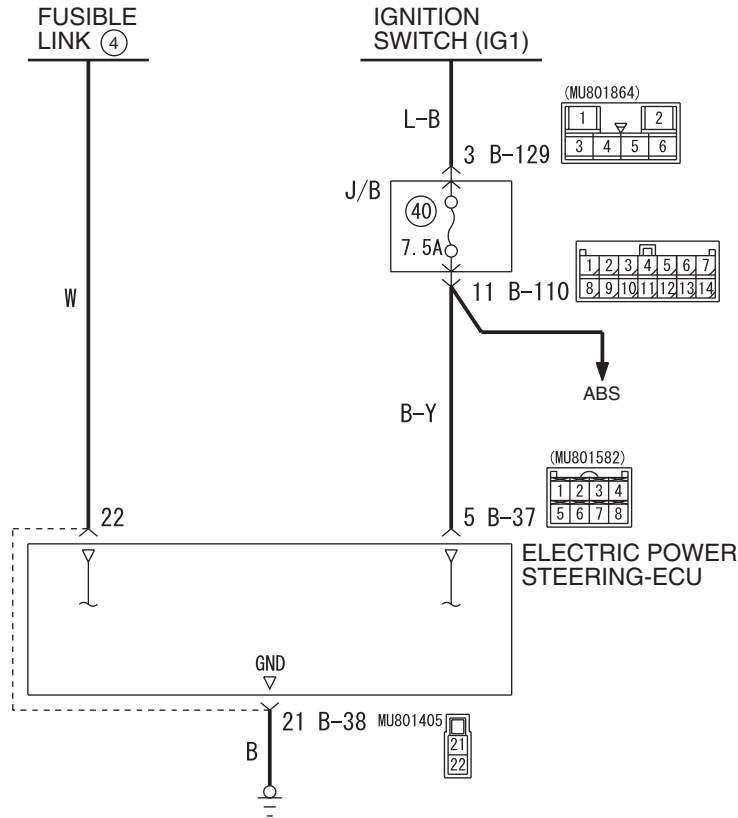 FUSIBLE
LINK 4
IGNITION
SWITCH (IG1)
(MU801864)
1 2
3 4 5 6
L-B
3 B-129
J/B
40
7.5A
1 2 3 4 5 6 7
8 9 10 11 12 13 14
11 B-110
W
ABS
B-Y
(MU801582)
1 2 3 4
5 6 7 8
22
5 B-37
ELECTRIC POWER
STEERING-ECU
GND
21 B-38 MU801405
21
22
B